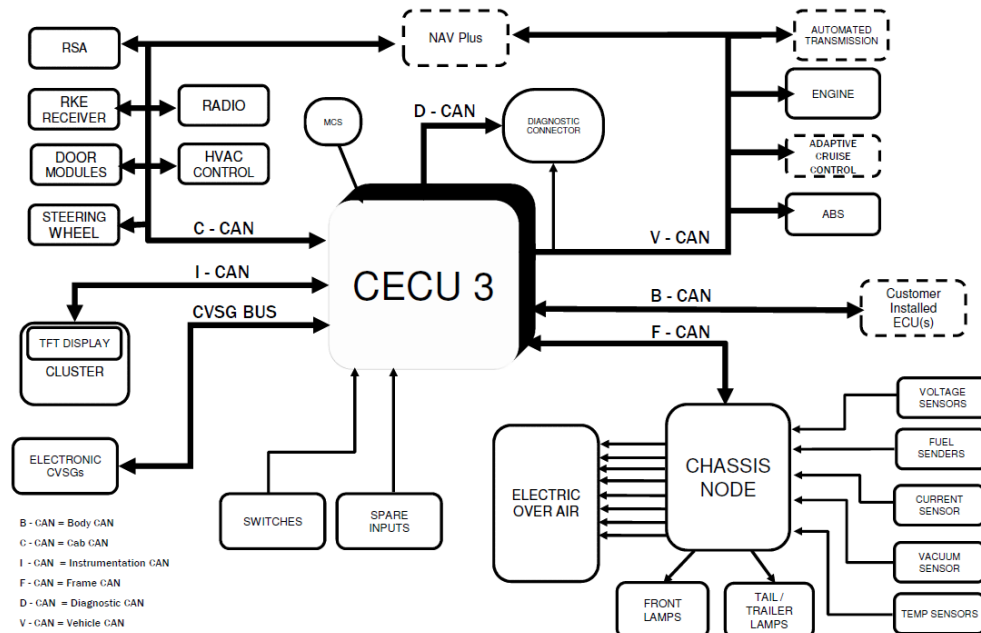 RSA
NAV Plus
AUTOMATED
TRANSMISSION
RKE
RECEIVER
RADIO
MCS
D - CAN
DIAGNOSTIC
CONNECTOR
ENGINE
DOOR
MODULES
HVAC
CONTROL
ADAPTIVE
CRUISE
CONTROL
STEERING
WHEEL
C - CAN
V - CAN
ABS
I - CAN
CECU 3
CVSG BUS
B - CAN
Customer
Installed
ECU(s)
F - CAN
TFT DISPLAY
CLUSTER
ELECTRONIC
CVSGs
SWITCHES
SPARE
INPUTS
ELECTRIC
OVER AIR
CHASSIS
NODE
VOLTAGE
SENSORS
FUEL
SENDERS
CURRENT
SENSOR
VACUUM
SENSOR
TEMP SENSORS
FRONT
LAMPS
TAIL /
TRAILER
LAMPS
B - CAN = Body CAN
C - CAN = Cab CAN
I - CAN = Instrumentation CAN
F - CAN = Frame CAN
D - CAN = Diagnostic CAN
V - CAN = Vehicle CAN